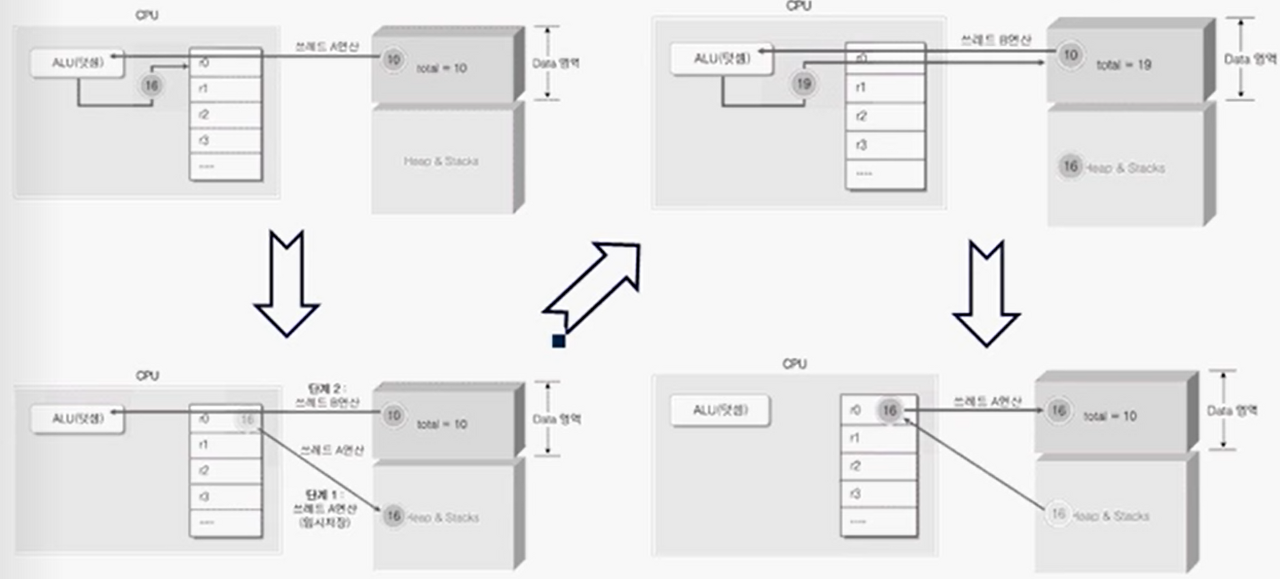 CPU
ALU(덧셈)
16
r0
r1
r2
r3
----
쓰레드 A연산
10
total = 10
Data 영역
Heap & Stacks
CPU
ALU(덧셈)
19
r0
r1
r2
r3
----
쓰레드 B연산
10
total = 19
Data 영역
16
Heap & Stacks
CPU
ALU(덧셈)
r0
16
r1
r2
r3
----
단계 2 :
쓰레드 B연산
쓰레드 A연산
단계 1 :
쓰레드 A연산
(임시저장)
10
total = 10
Data 영역
16
Heap & Stacks
CPU
ALU(덧셈)
r0
16
r1
r2
r3
----
쓰레드 A연산
16
total = 10
Data 영역
16
Heap & Stacks